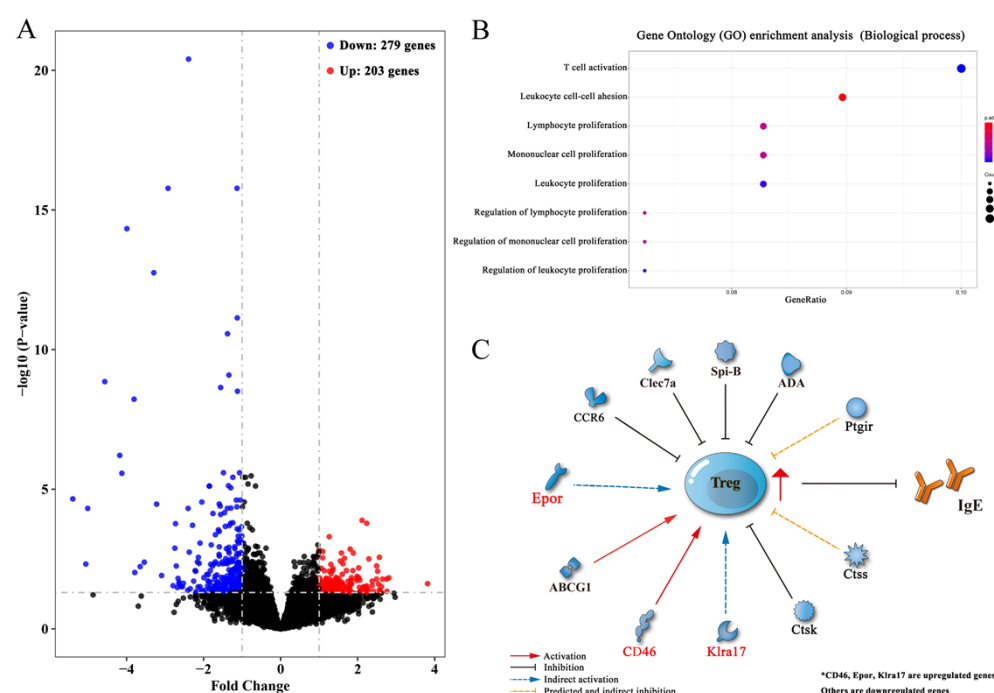 A
Down: 279 genes
Up: 203 genes
20
15
10
5
0
−log10 (P−value)
−4
−2
0
2
4
Fold Change
B
Gene Ontology (GO) enrichment analysis (Biological process)
T cell activation
Leukocyte cell-cell ahesion
Lymphocyte proliferation
Mononuclear cell proliferation
Leukocyte proliferation
Regulation of lymphocyte proliferation
Regulation of mononuclear cell proliferation
Regulation of leukocyte proliferation
0.08
0.09
0.10
GeneRatio
p.ad
Cou
C
Spi-B
Clec7a
ADA
CCR6
Ptgir
Treg
Epor
IgE
ABCG1
Ctss
CD46
Klra17
Ctsk
Activation
Inhibition
Indirect activation
Predicted and indirect inhibition
*CD46, Epor, Klra17 are upregulated genes
Others are downregulated genes